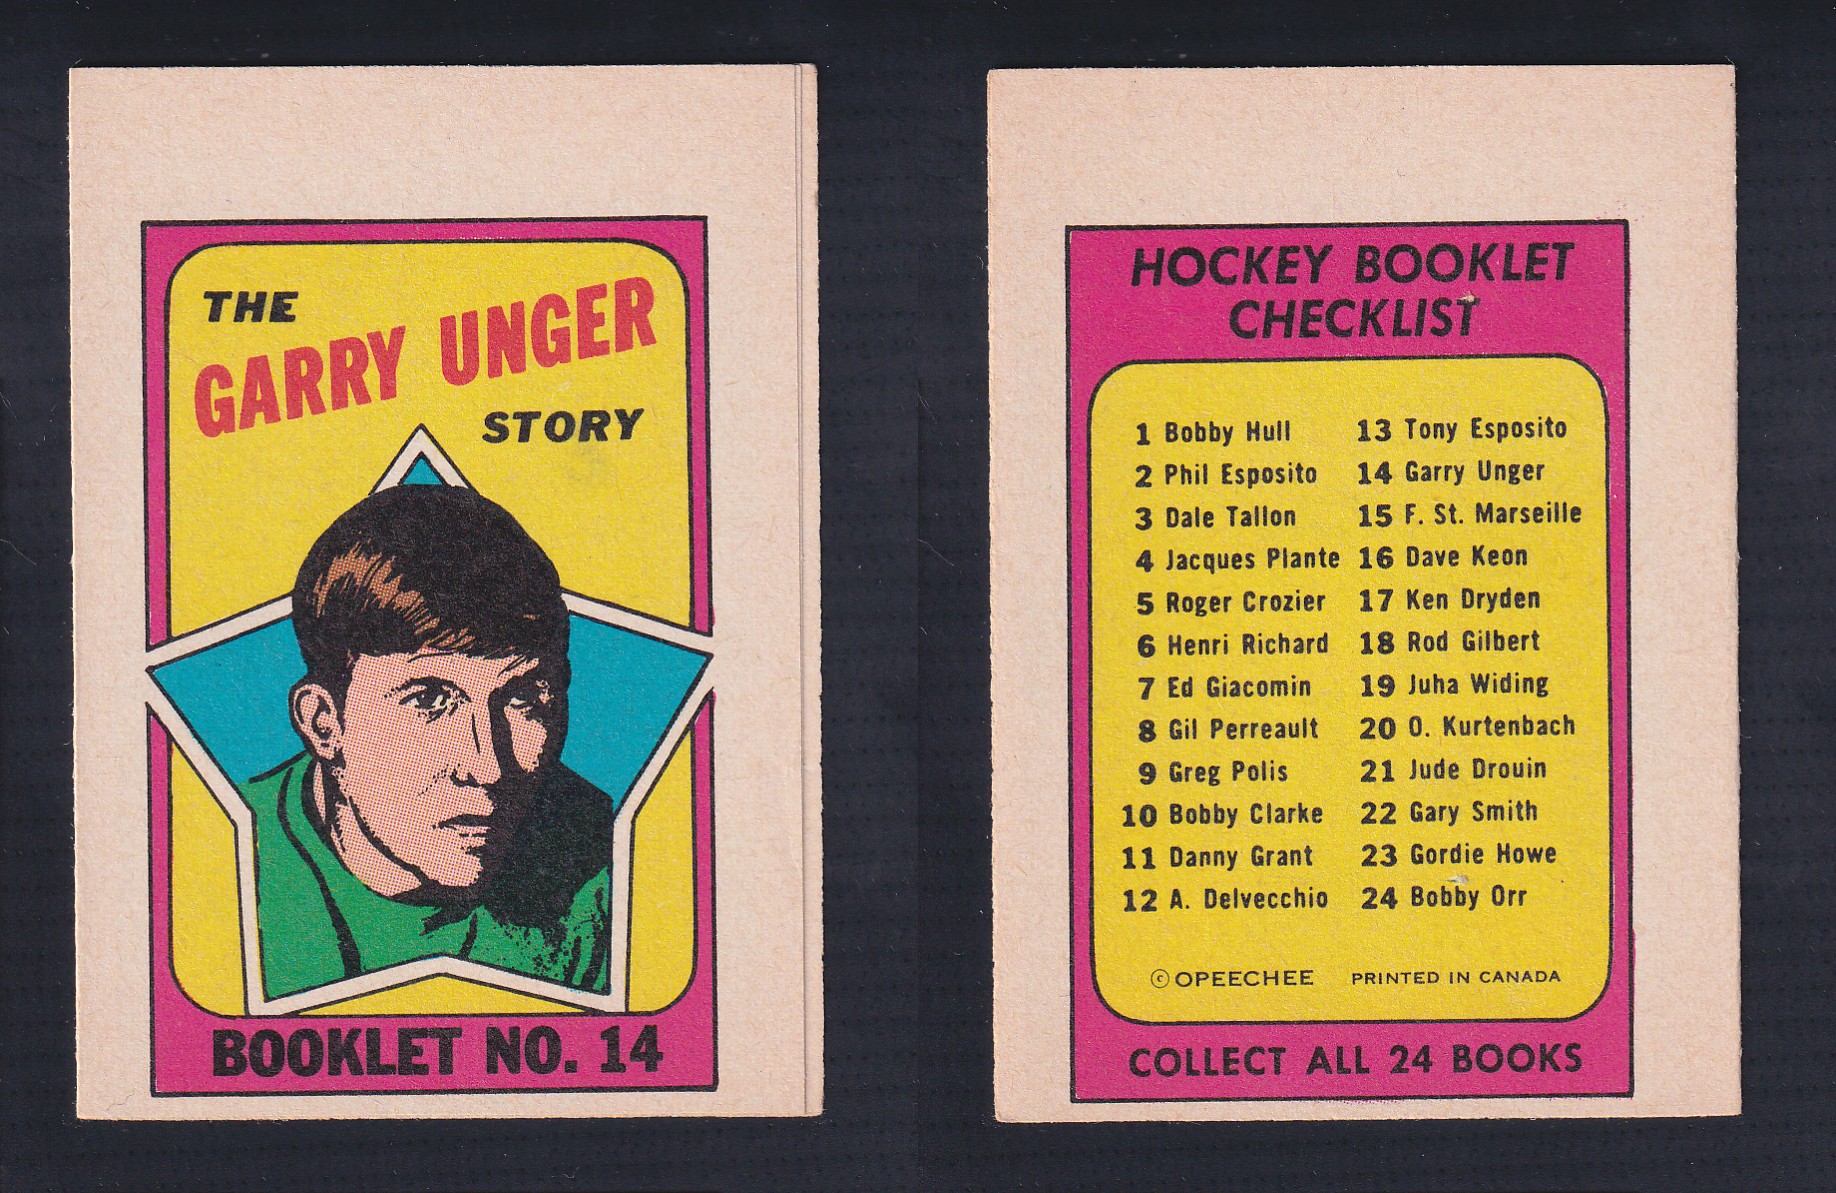 THE
GARRY UNGER
STORY
BOOKLET NO. 14
HOCKEY BOOKLET
CHECKLIST
1 Bobby Hull
2 Phil Esposito
3 Dale Tallon
4 Jacques Plante
5 Roger Crozier
6 Henri Richard
7 Ed Giacomin
8 Gil Perreault
9 Greg Polis
10 Bobby Clarke
11 Danny Grant
12 A. Delvecchio
13 Tony Esposito
14 Garry Unger
15 F. St. Marseille
16 Dave Keon
17 Ken Dryden
18 Rod Gilbert
19 Juha Widing
20 O. Kurtenbach
21 Jude Drouin
22 Gary Smith
23 Gordie Howe
24 Bobby Orr
© OPEECHEE PRINTED IN CANADA
COLLECT ALL 24 BOOKS